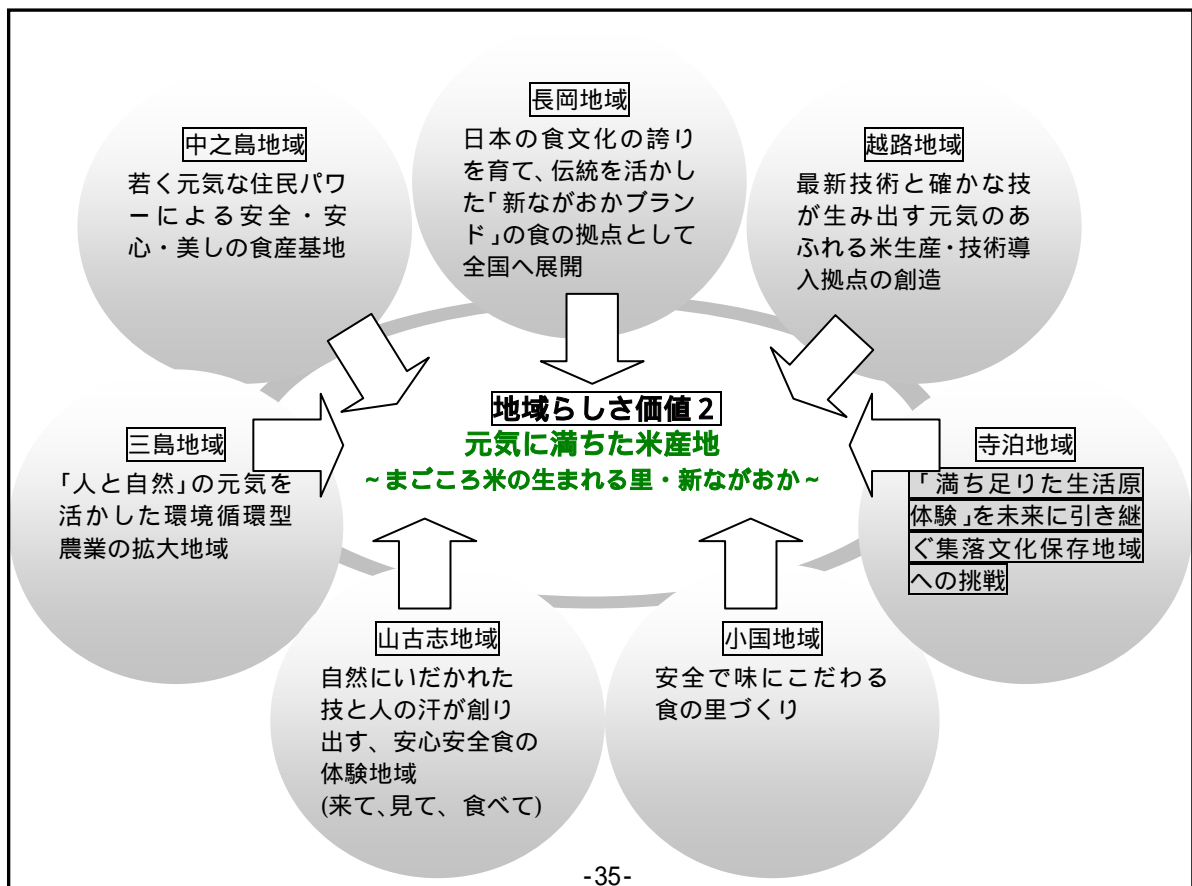 長岡地域
日本の食文化の誇り
を育て、伝統を活かし
た「新ながおかブラン
ド」の食の拠点として
全国へ展開
中之島地域
若く元気な住民パワ
ーによる安全・安
心・美しの食産基地
越路地域
最新技術と確かな技
が生み出す元気のあ
ふれる米生産・技術導
入拠点の創造
地域らしさ価値2
元気に満ちた米産地
~まごころ米の生まれる里・新ながおか~
三島地域
「人と自然」の元気を
活かした環境循環型
農業の拡大地域
寺泊地域
「満ち足りた生活原
体験」を未来に引き継
ぐ集落文化保存地域
への挑戦
山古志地域
自然にいだかれた
技と人の汗が創り
出す、安心安全食の
体験地域
(来て、見て、食べて)
小国地域
安全で味にこだわる
食の里づくり
-35-